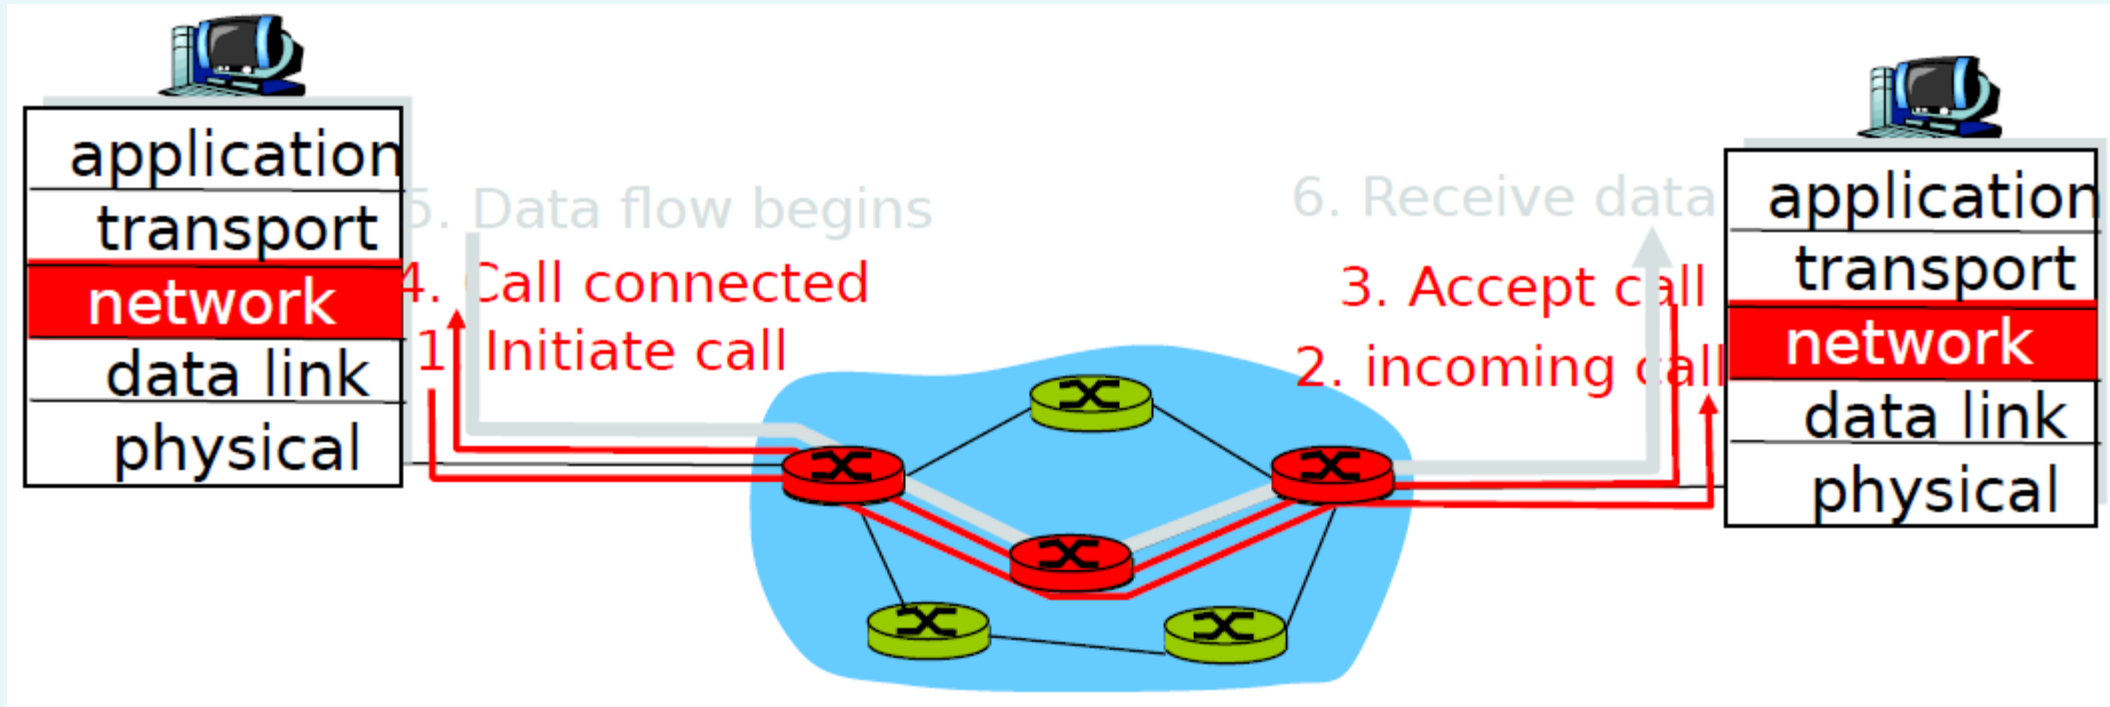 application
transport
network
data link
physical
5. Data flow begins
4. Call connected
1. Initiate call
6. Receive data
3. Accept call
2. incoming call
application
transport
network
data link
physical